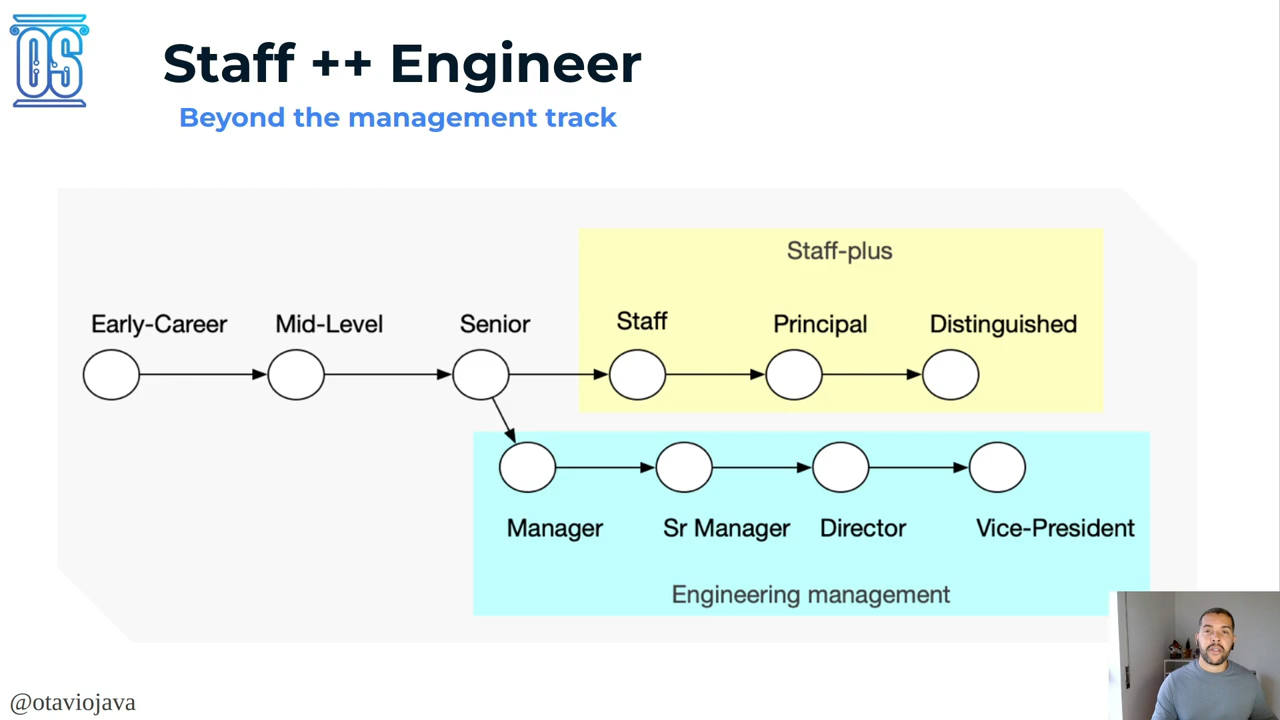 OS
Staff ++ Engineer
Beyond the management track
Staff-plus
Early-Career
Mid-Level
Senior
Staff
Principal
Distinguished
Manager
Sr Manager
Director
Vice-President
Engineering management
@otaviojava